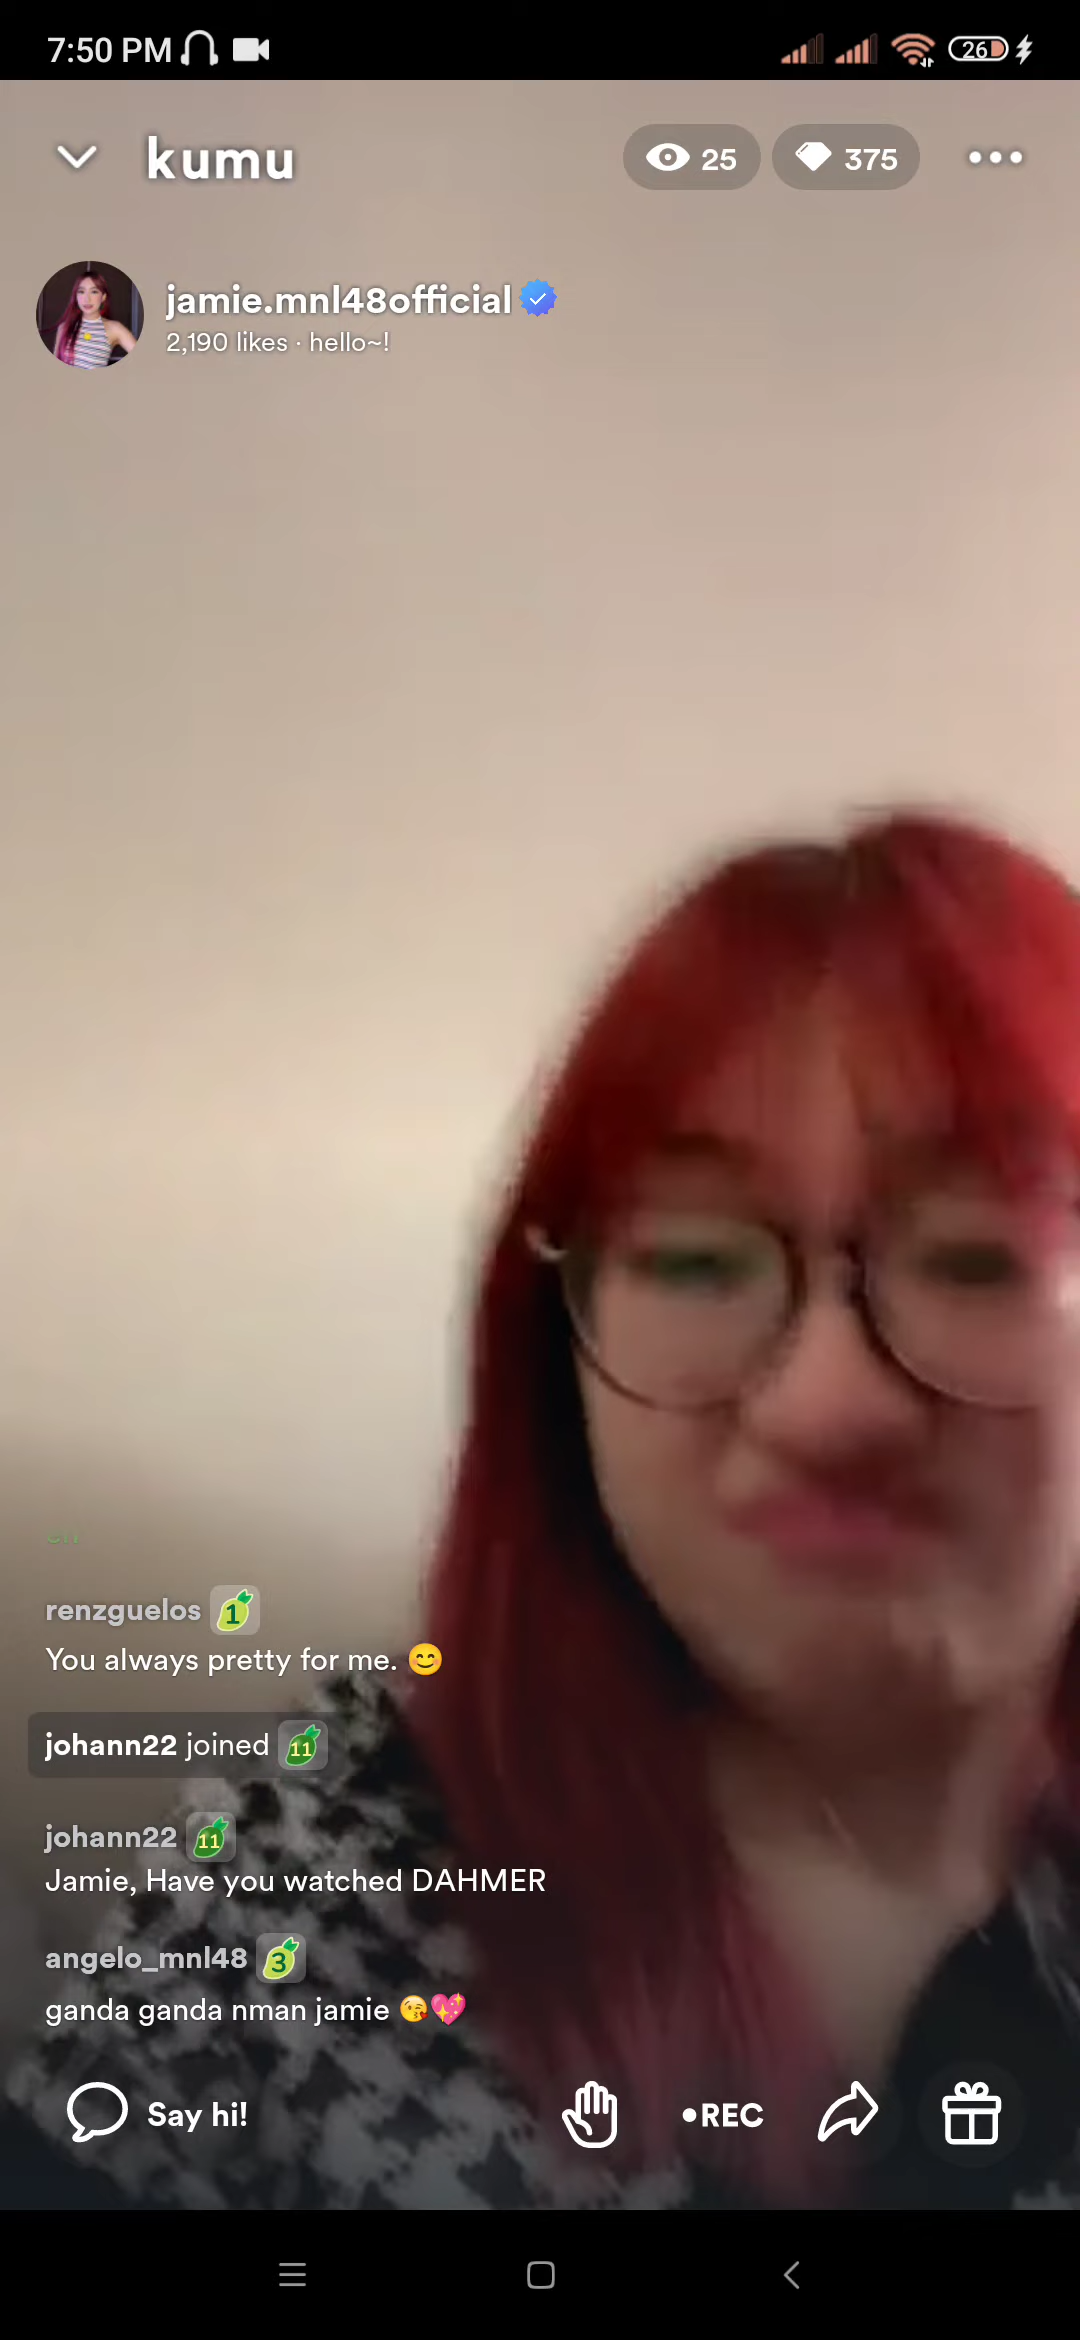 7:50 PM
26
kumu
25
375
jamie.mnl48official
2,190 likes · hello~!
renzguelos 1
You always pretty for me. 😊
johann22 joined 11
johann22 11
Jamie, Have you watched DAHMER
angelo_mnl48 3
ganda ganda nman jamie 😘💖
Say hi!
•REC